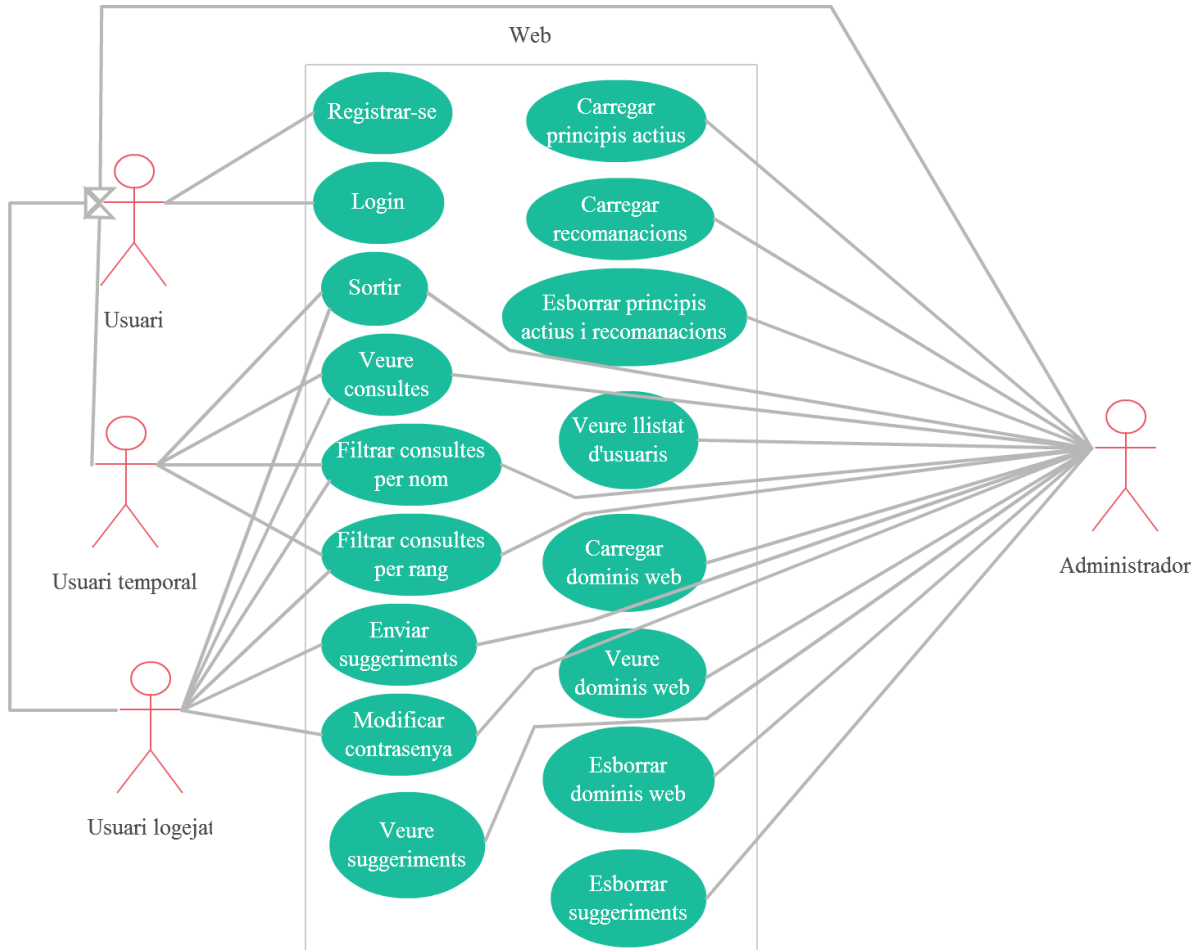 Web
Registrar-se
Carregar
principis actius
Login
Carregar
recomanacions
Usuari
Sortir
Esborrar principis
actius i recomanacions
Veure
consultes
Veure llistat
d'usuaris
Filtrar consultes
per nom
Usuari temporal
Filtrar consultes
per rang
Carregar
dominis web
Administrador
Enviar
suggeriments
Veure
dominis web
Modificar
contrasenya
Usuari logejat
Esborrar
dominis web
Veure
suggeriments
Esborrar
suggeriments